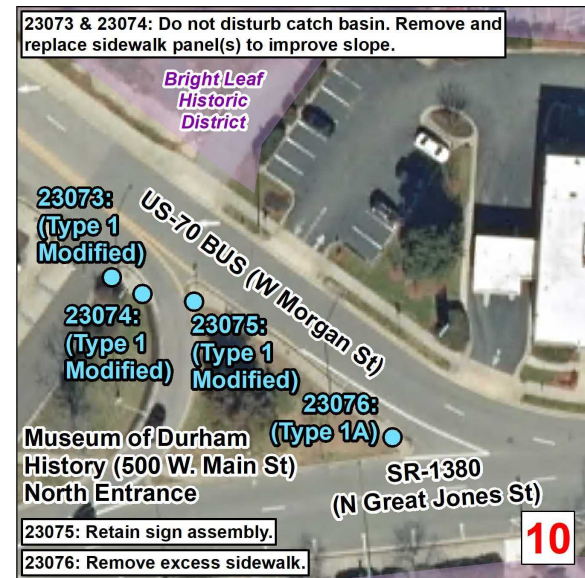 23073 & 23074: Do not disturb catch basin. Remove and
replace sidewalk panel(s) to improve slope.
Bright Leaf
Historic
District
23073:
(Type 1
Modified)
US-70 BUS (W Morgan St)
23074:
(Type 1
Modified)
23075:
(Type 1
Modified)
23076:
(Type 1A)
Museum of Durham
History (500 W. Main St)
North Entrance
SR-1380
(N Great Jones St)
23075: Retain sign assembly.
23076: Remove excess sidewalk.
10